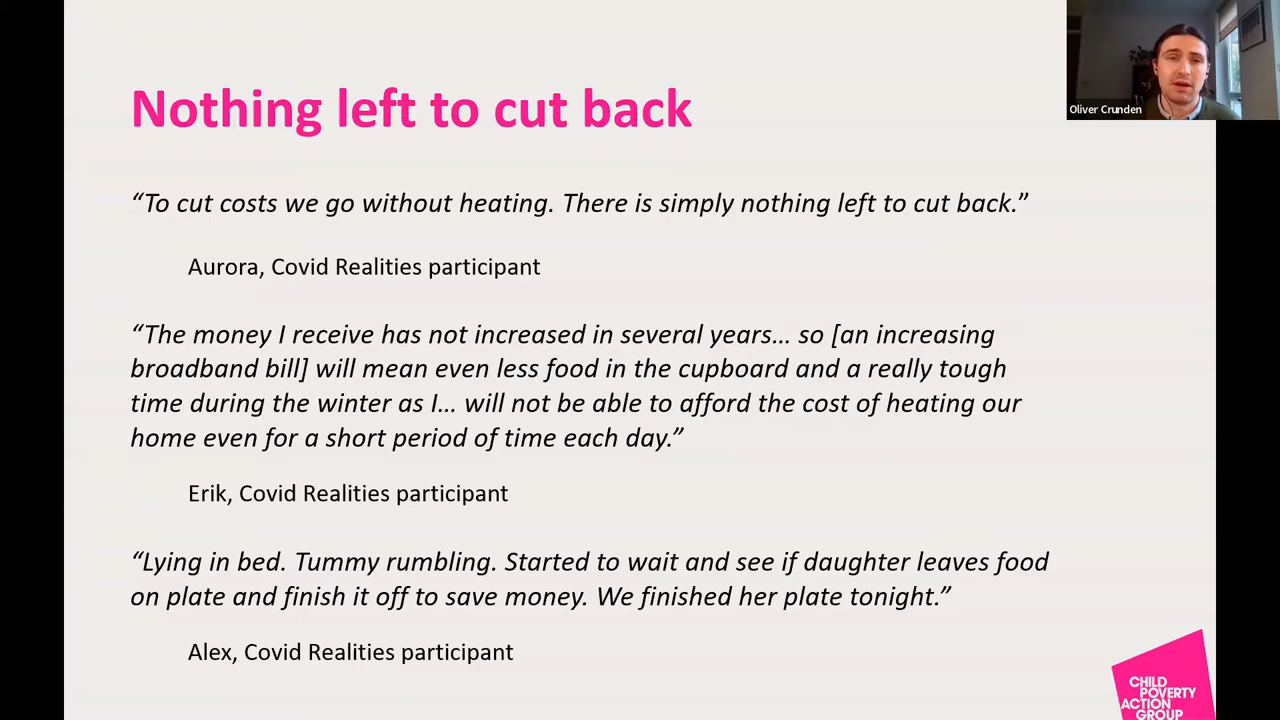 Nothing left to cut back
Oliver Crunden
“To cut costs we go without heating. There is simply nothing left to cut back.”
Aurora, Covid Realities participant
“The money I receive has not increased in several years… so [an increasing
broadband bill] will mean even less food in the cupboard and a really tough
time during the winter as I… will not be able to afford the cost of heating our
home even for a short period of time each day.”
Erik, Covid Realities participant
“Lying in bed. Tummy rumbling. Started to wait and see if daughter leaves food
on plate and finish it off to save money. We finished her plate tonight.”
Alex, Covid Realities participant
CHILD
POVERTY
ACTION
GROUP